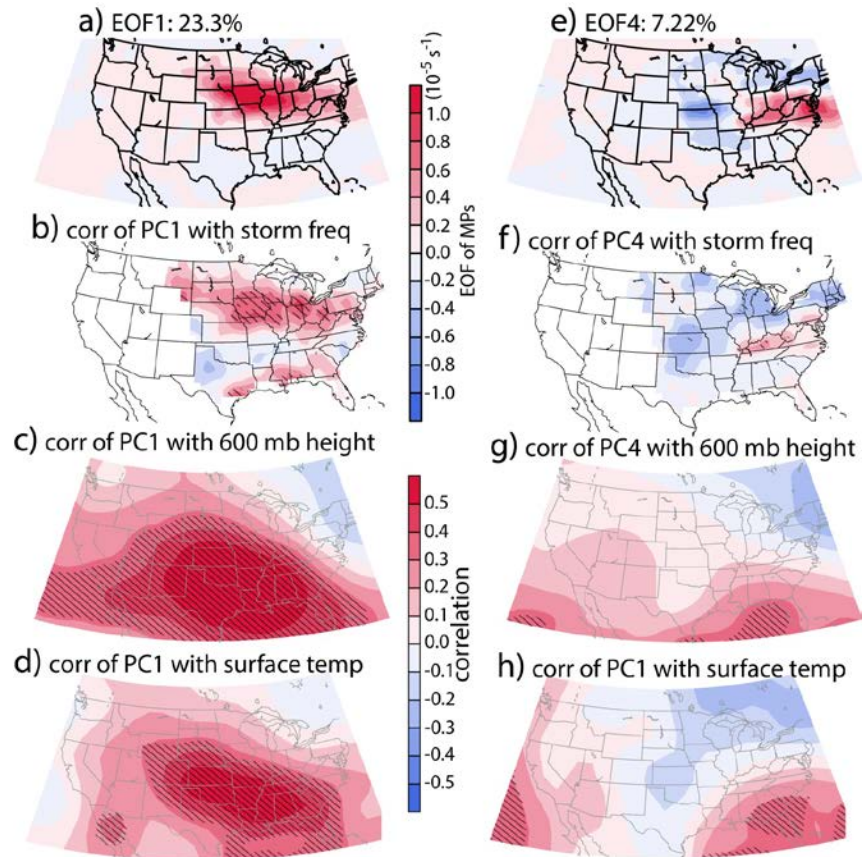 a) EOF1: 23.3%
e) EOF4: 7.22%
(10⁻⁵ s⁻¹)
1.0
0.8
0.6
0.4
0.2
0.0
-0.2
-0.4
-0.6
-0.8
-1.0
EOF of MPs
b) corr of PC1 with storm freq
f) corr of PC4 with storm freq
c) corr of PC1 with 600 mb height
g) corr of PC4 with 600 mb height
0.5
0.4
0.3
0.2
0.1
0.0
-0.1
-0.2
-0.3
-0.4
-0.5
correlation
d) corr of PC1 with surface temp
h) corr of PC1 with surface temp